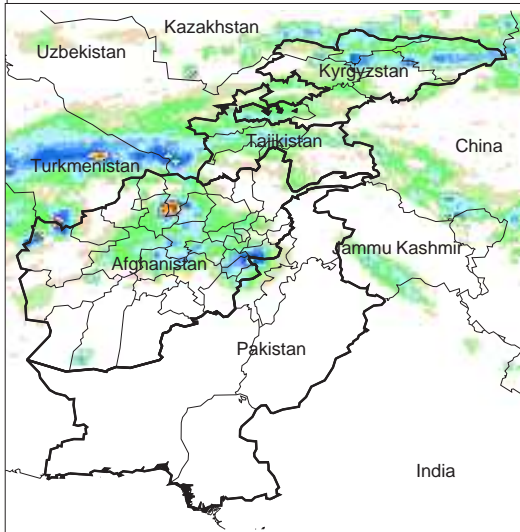 Kazakhstan
Uzbekistan
Kyrgyzstan
China
Tajikistan
Turkmenistan
Jammu Kashmir
Afghanistan
Pakistan
India